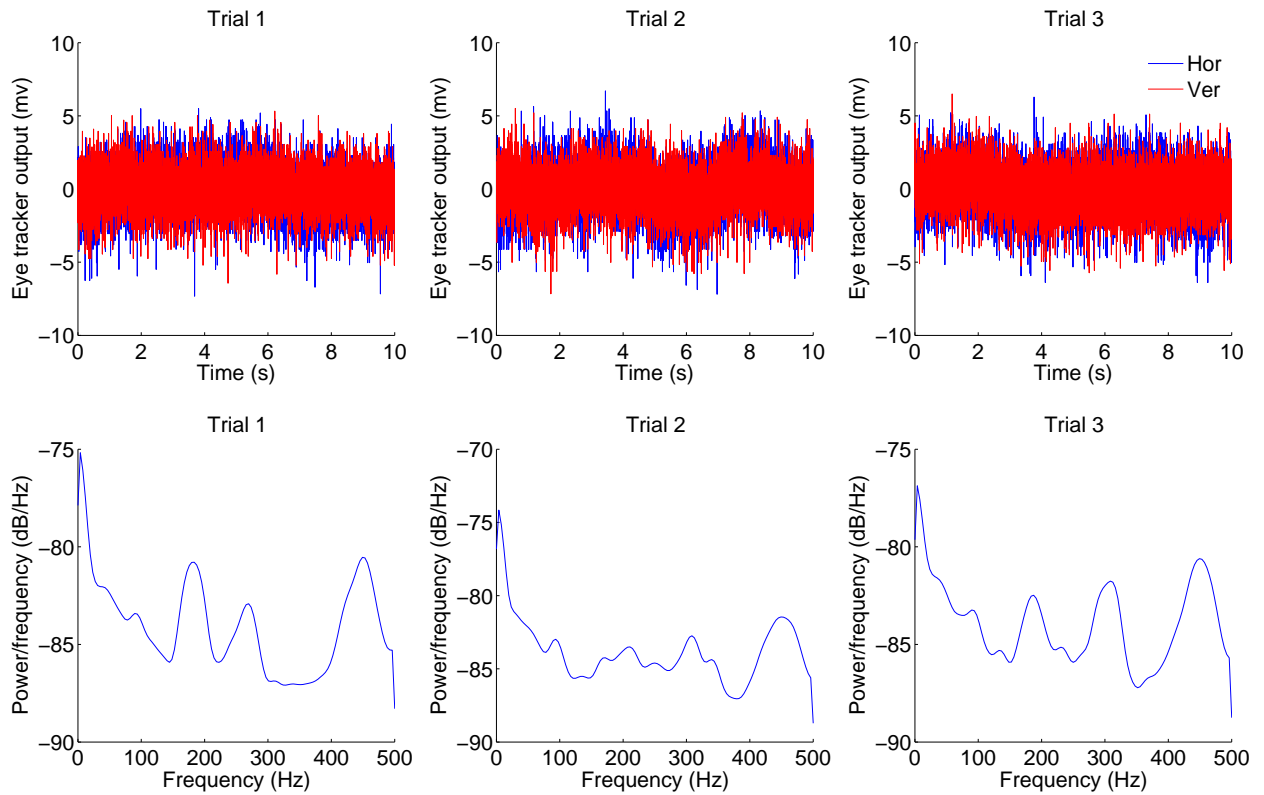 Trial 1
Eye tracker output (mv)
10
5
0
−5
−10
0 2 4 6 8 10
Time (s)
Trial 2
Eye tracker output (mv)
10
5
0
−5
−10
0 2 4 6 8 10
Time (s)
Trial 3
Hor
Ver
Eye tracker output (mv)
10
5
0
−5
−10
0 2 4 6 8 10
Time (s)
Trial 1
Power/frequency (dB/Hz)
−75
−80
−85
−90
0 100 200 300 400 500
Frequency (Hz)
Trial 2
Power/frequency (dB/Hz)
−70
−75
−80
−85
−90
0 100 200 300 400 500
Frequency (Hz)
Trial 3
Power/frequency (dB/Hz)
−75
−80
−85
−90
0 100 200 300 400 500
Frequency (Hz)